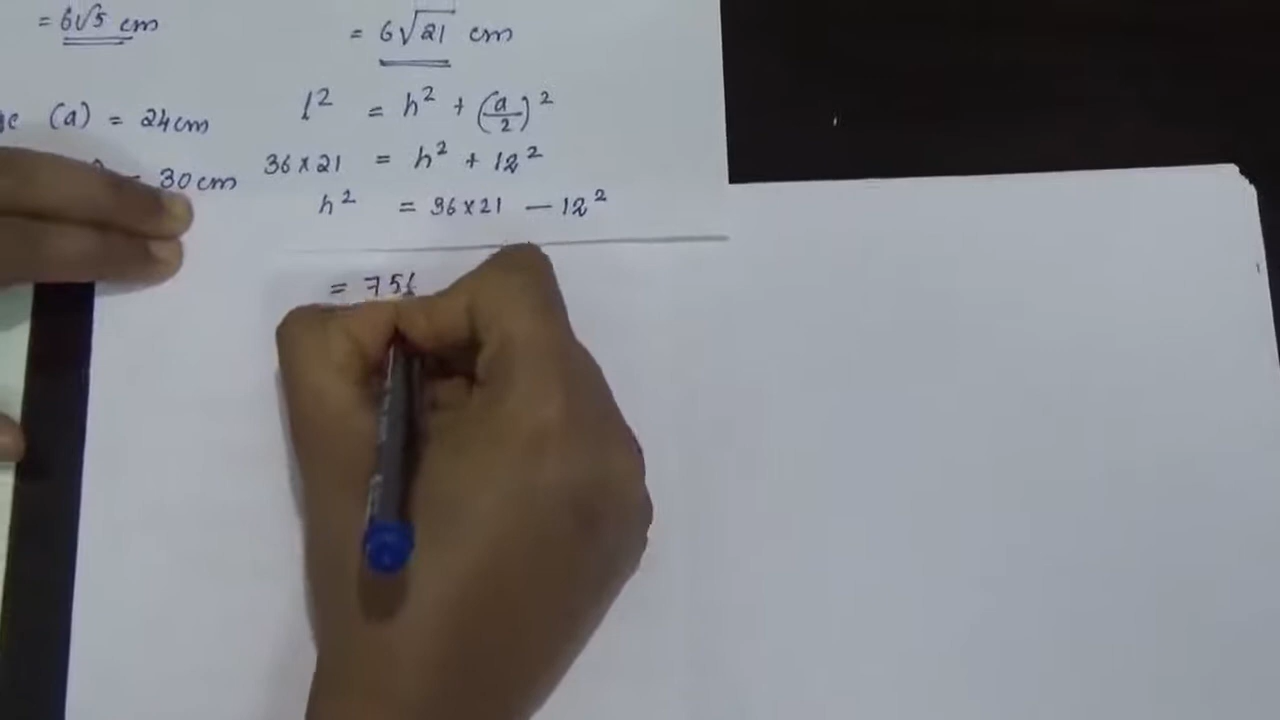 = 6√5 cm
= 6√21 cm
(a) = 24cm
= 30cm
l² = h² + (a/2)²
36×21 = h² + 12²
h² = 36×21 — 12²
= 756